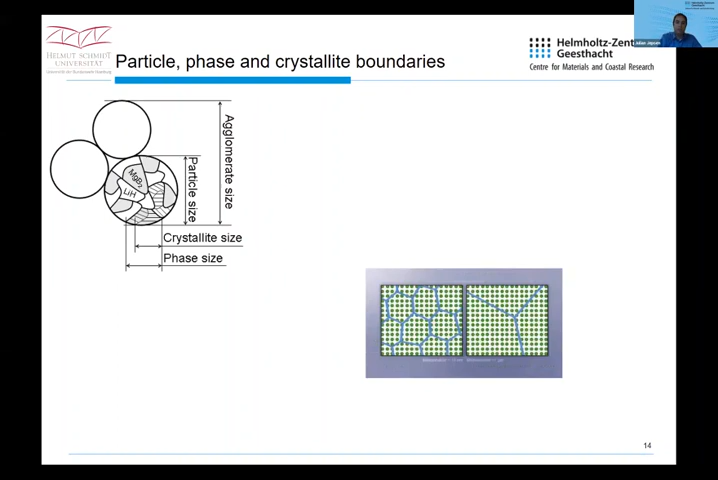 HELMUT SCHMIDT
UNIVERSITÄT
Universität der Bundeswehr Hamburg
Particle, phase and crystallite boundaries
Helmholtz-Zent
Geesthacht
Centre for Materials and Coastal Research
Agglomerate size
Particle size
MgB2
LiH
Crystallite size
Phase size
14